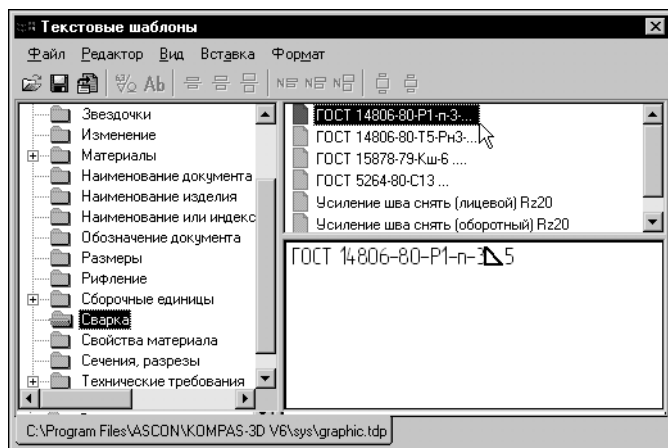 Текстовые шаблоны
Файл Редактор Вид Вставка Формат
Ab N N N
Звездочки
Изменение
Материалы
Наименование документа
Наименование изделия
Наименование или индекс
Обозначение документа
Размеры
Рифление
Сборочные единицы
Сварка
Свойства материала
Сечения, разрезы
Технические требования
ГОСТ 14806-80-Р1-п-3-...
ГОСТ 14806-80-Т5-Рн3-...
ГОСТ 15878-79-Кш-6 ....
ГОСТ 5264-80-С13 ...
Усиление шва снять (лицевой) Rz20
Усиление шва снять (оборотный) Rz20
ГОСТ 14806-80-Р1-п-3 5
C:\Program Files\ASCON\KOMPAS-3D V6\sys\graphic.tdp